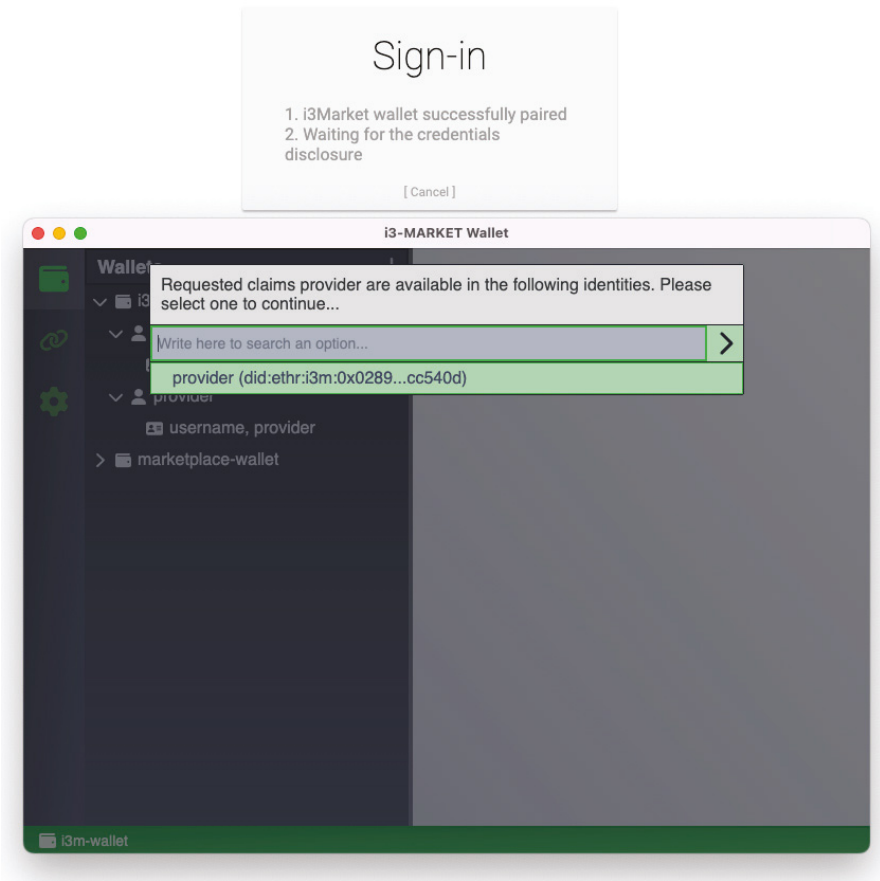 Sign-in
1. i3Market wallet successfully paired
2. Waiting for the credentials
disclosure
[ Cancel ]
i3-MARKET Wallet
Wallets
Requested claims provider are available in the following identities. Please
select one to continue...
i3
Write here to search an option...
provider (did:ethr:i3m:0x0289...cc540d)
provider
username, provider
marketplace-wallet
i3m-wallet